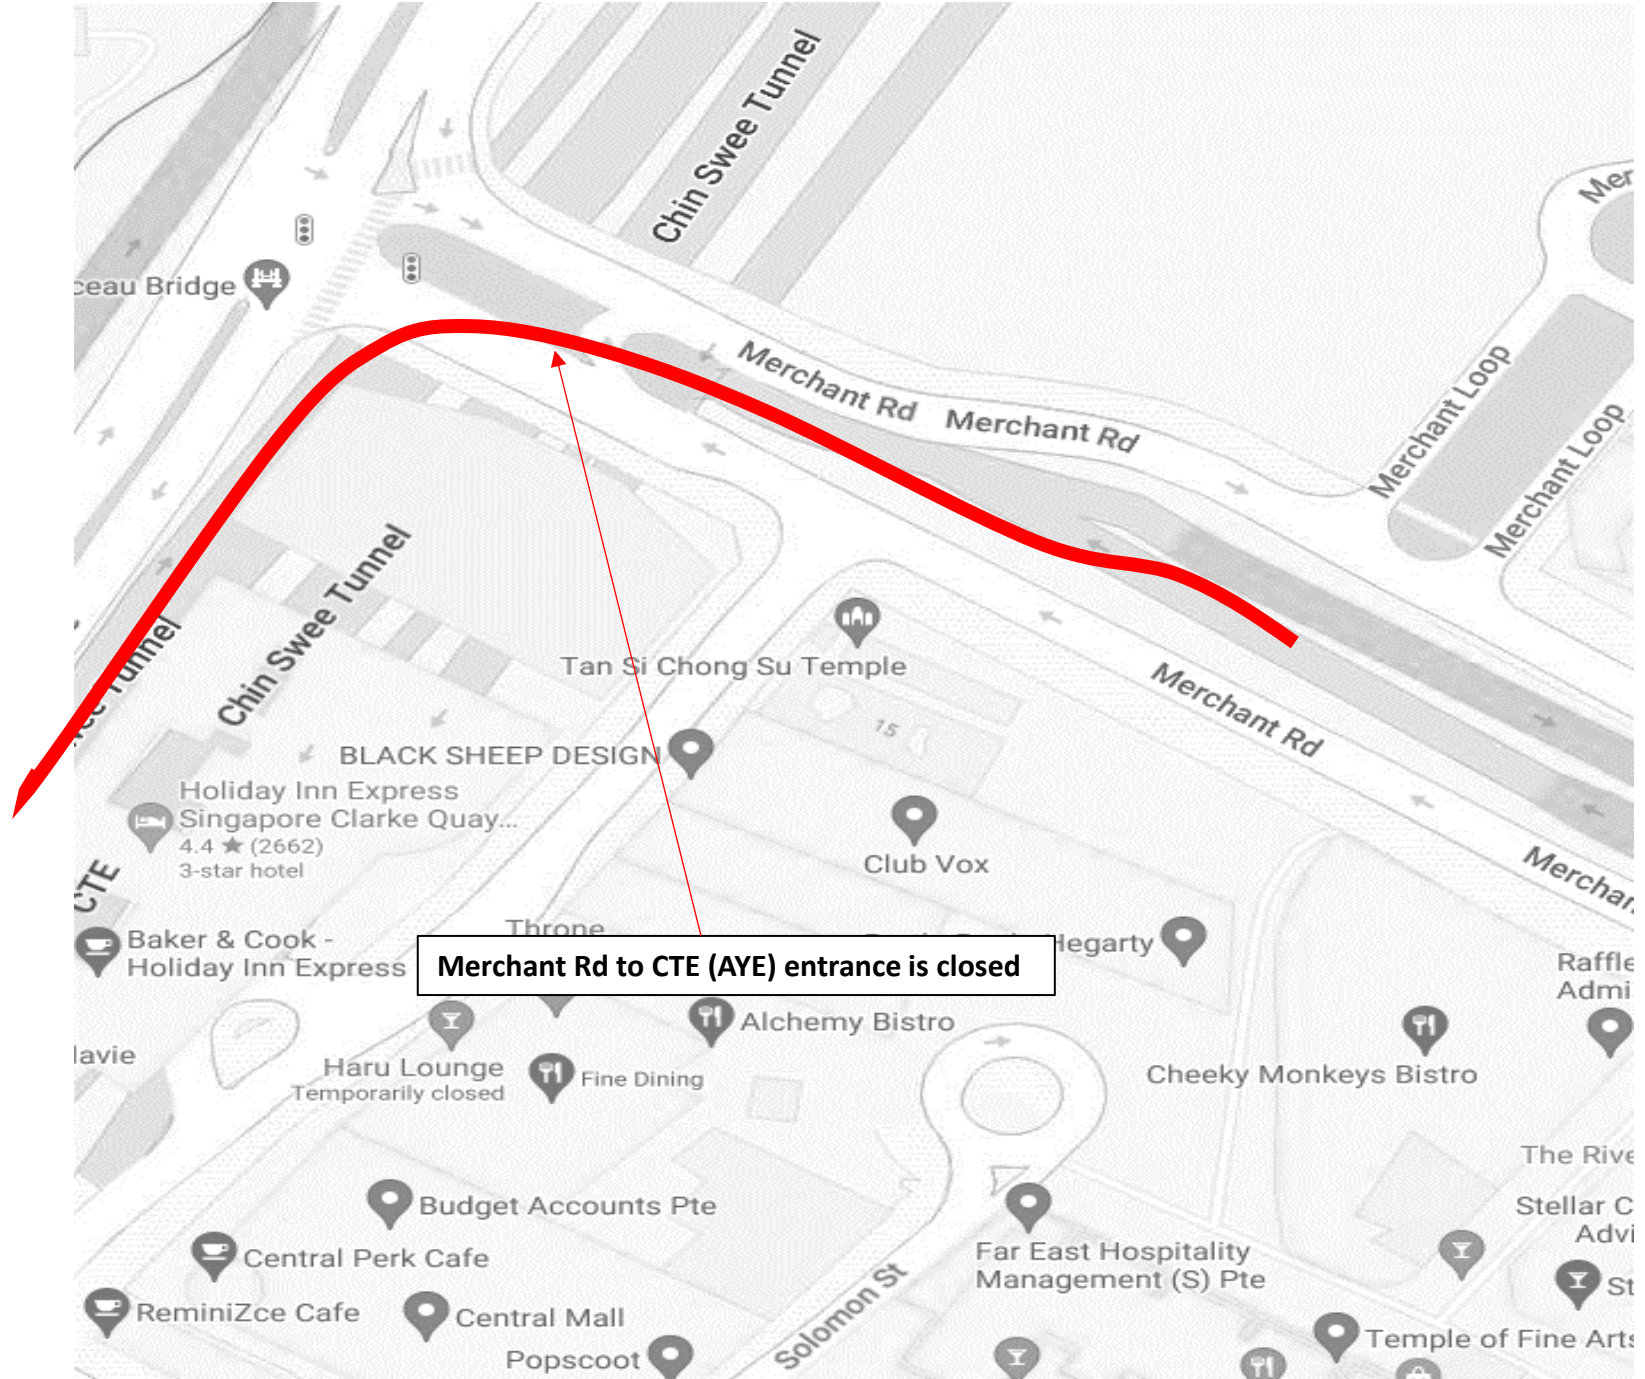 Chin Swee Tunnel
Mer
ceau Bridge
Merchant Rd
Merchant Rd
Merchant Loop
Merchant Loop
Chin Swee Tunnel
Tunnel
Tan Si Chong Su Temple
15
Merchant Rd
BLACK SHEEP DESIGN
Holiday Inn Express
Singapore Clarke Quay...
4.4 ★ (2662)
3-star hotel
Club Vox
CTE
Merchan
Throne
Baker & Cook -
Holiday Inn Express
Merchant Rd to CTE (AYE) entrance is closed
Hegarty
Raffle
Admi
Alchemy Bistro
lavie
Haru Lounge
Temporarily closed
Fine Dining
Cheeky Monkeys Bistro
The Rive
Budget Accounts Pte
Stellar C
Advi
Central Perk Cafe
Far East Hospitality
Management (S) Pte
St
ReminiZce Cafe
Central Mall
Solomon St
Temple of Fine Arts
Popscoot